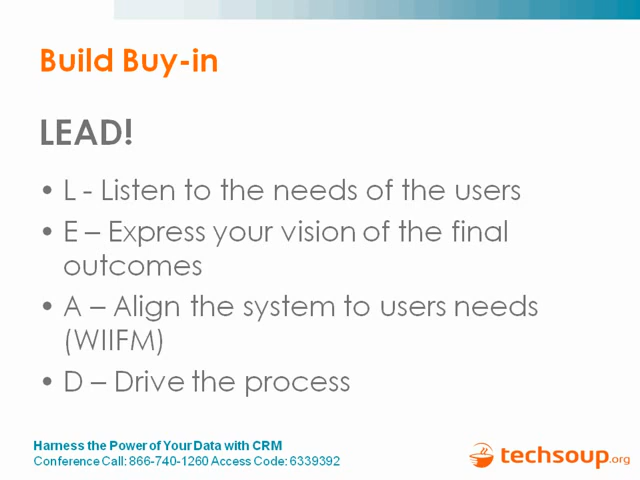 Build Buy-in
LEAD!
• L - Listen to the needs of the users
• E – Express your vision of the final
outcomes
• A – Align the system to users needs
(WIIFM)
• D – Drive the process
Harness the Power of Your Data with CRM
Conference Call: 866-740-1260 Access Code: 6339392
techsoup.org